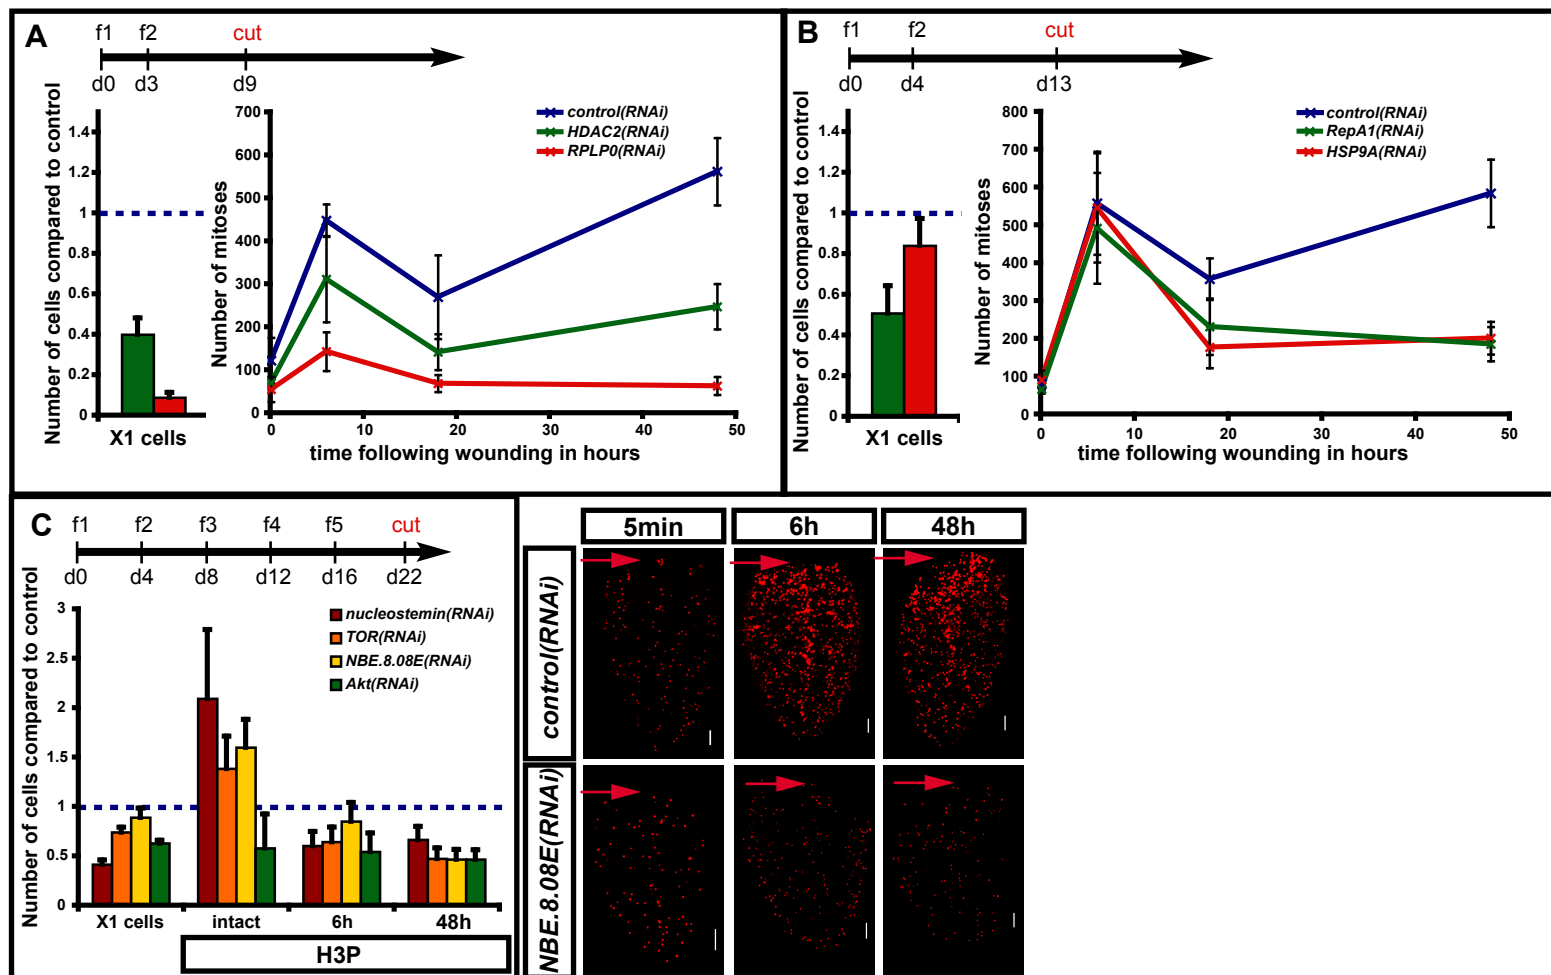 A
f1 f2 cut
d0 d3 d9
Number of cells compared to control
1.4
1.2
1
0.8
0.6
0.4
0.2
0
X1 cells
Number of mitoses
700
600
500
400
300
200
100
0
0 10 20 30 40 50
time following wounding in hours
control(RNAi)
HDAC2(RNAi)
RPLP0(RNAi)
B
f1 f2 cut
d0 d4 d13
Number of cells compared to control
1.4
1.2
1
0.8
0.6
0.4
0.2
0
X1 cells
Number of mitoses
800
700
600
500
400
300
200
100
0
0 10 20 30 40 50
time following wounding in hours
control(RNAi)
RepA1(RNAi)
HSP9A(RNAi)
C
f1 f2 f3 f4 f5 cut
d0 d4 d8 d12 d16 d22
Number of cells compared to control
3
2.5
2
1.5
1
0.5
0
nucleostemin(RNAi)
TOR(RNAi)
NBE.8.08E(RNAi)
Akt(RNAi)
X1 cells intact 6h 48h
H3P
5min 6h 48h
control(RNAi)
NBE.8.08E(RNAi)